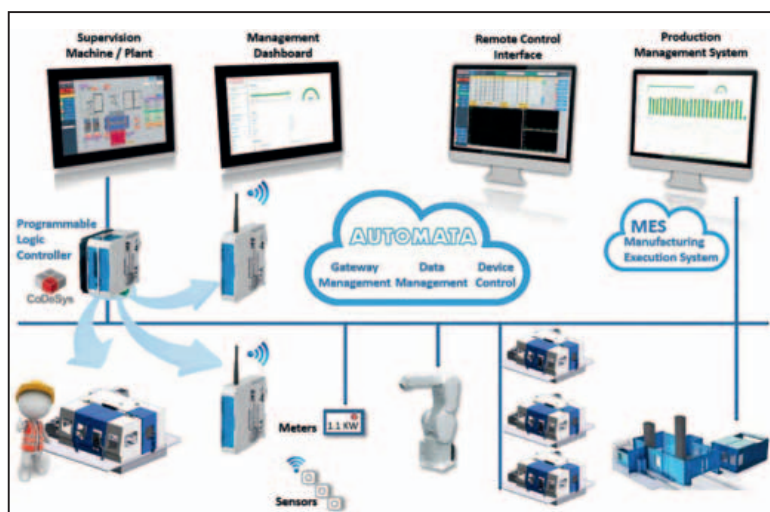 Supervision
Machine / Plant
Management
Dashboard
Remote Control
Interface
Production
Management System
Programmable
Logic
Controller
CoDeSys
AUTOMATA
Gateway
Management
Data
Management
Device
Control
MES
Manufacturing
Execution System
Meters
1.1 KW
Sensors